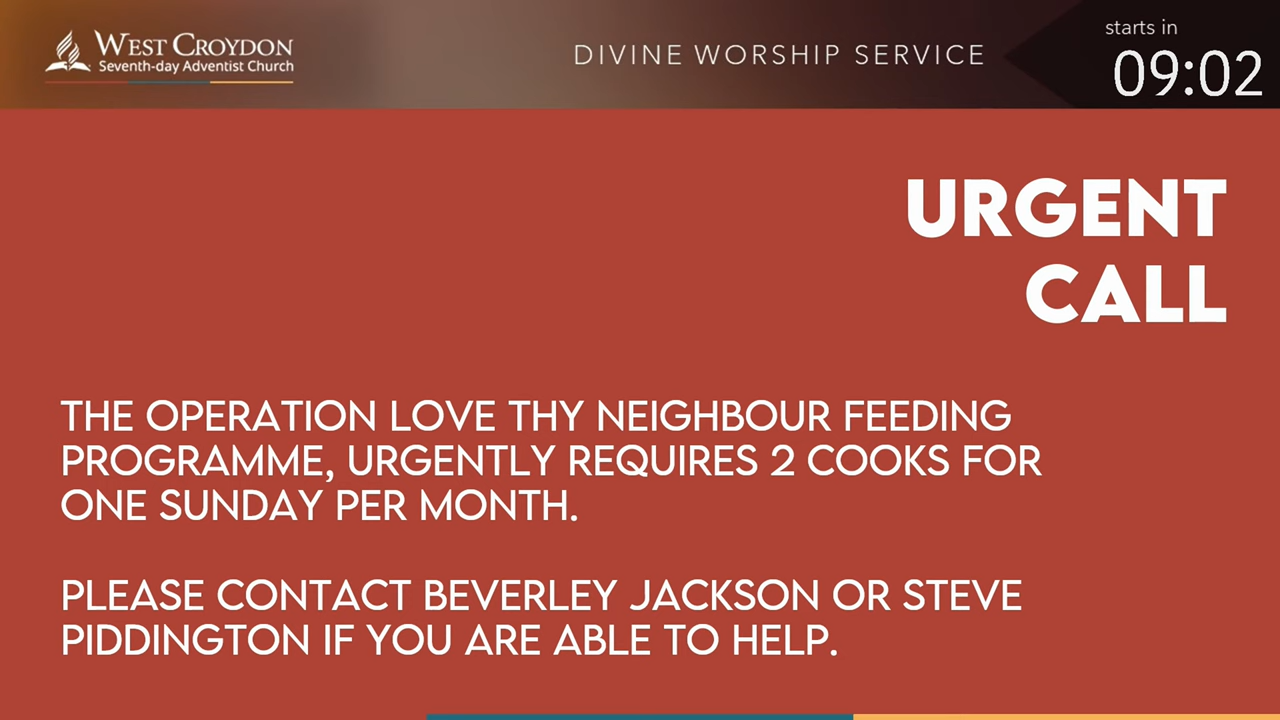 WEST CROYDON
Seventh-day Adventist Church
DIVINE WORSHIP SERVICE
starts in
09:02
URGENT
CALL
THE OPERATION LOVE THY NEIGHBOUR FEEDING
PROGRAMME, URGENTLY REQUIRES 2 COOKS FOR
ONE SUNDAY PER MONTH.
PLEASE CONTACT BEVERLEY JACKSON OR STEVE
PIDDINGTON IF YOU ARE ABLE TO HELP.